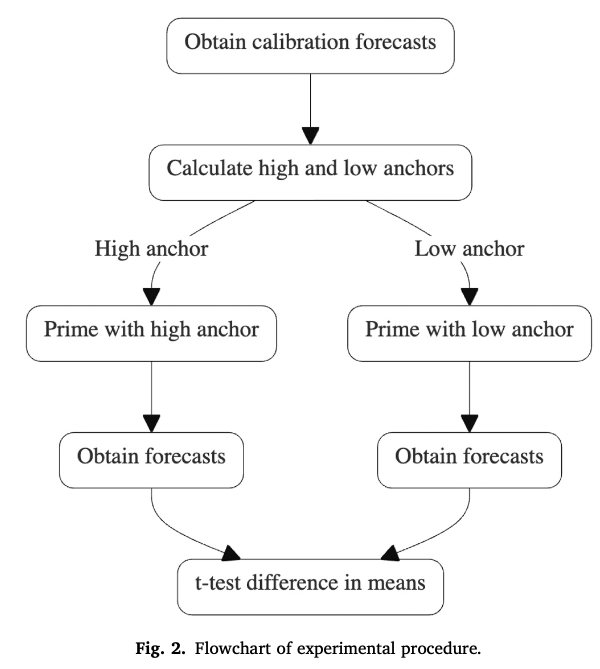 Obtain calibration forecasts
Calculate high and low anchors
High anchor
Low anchor
Prime with high anchor
Prime with low anchor
Obtain forecasts
Obtain forecasts
t-test difference in means
Fig. 2. Flowchart of experimental procedure.